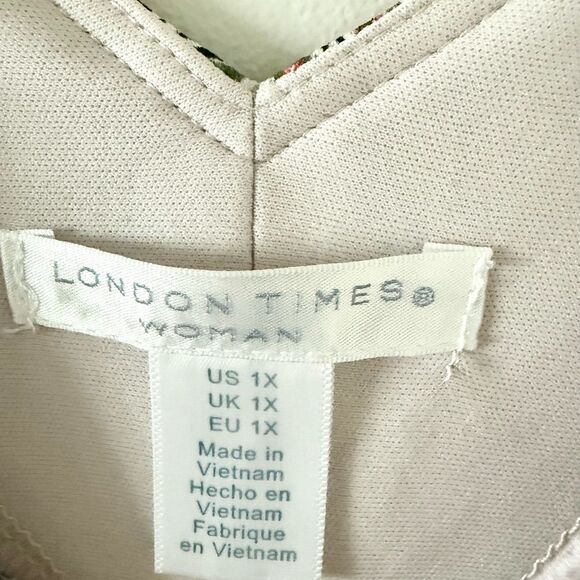 LONDON TIMES®
WOMAN
US 1X
UK 1X
EU 1X
Made in
Vietnam
Hecho en
Vietnam
Fabrique
en Vietnam